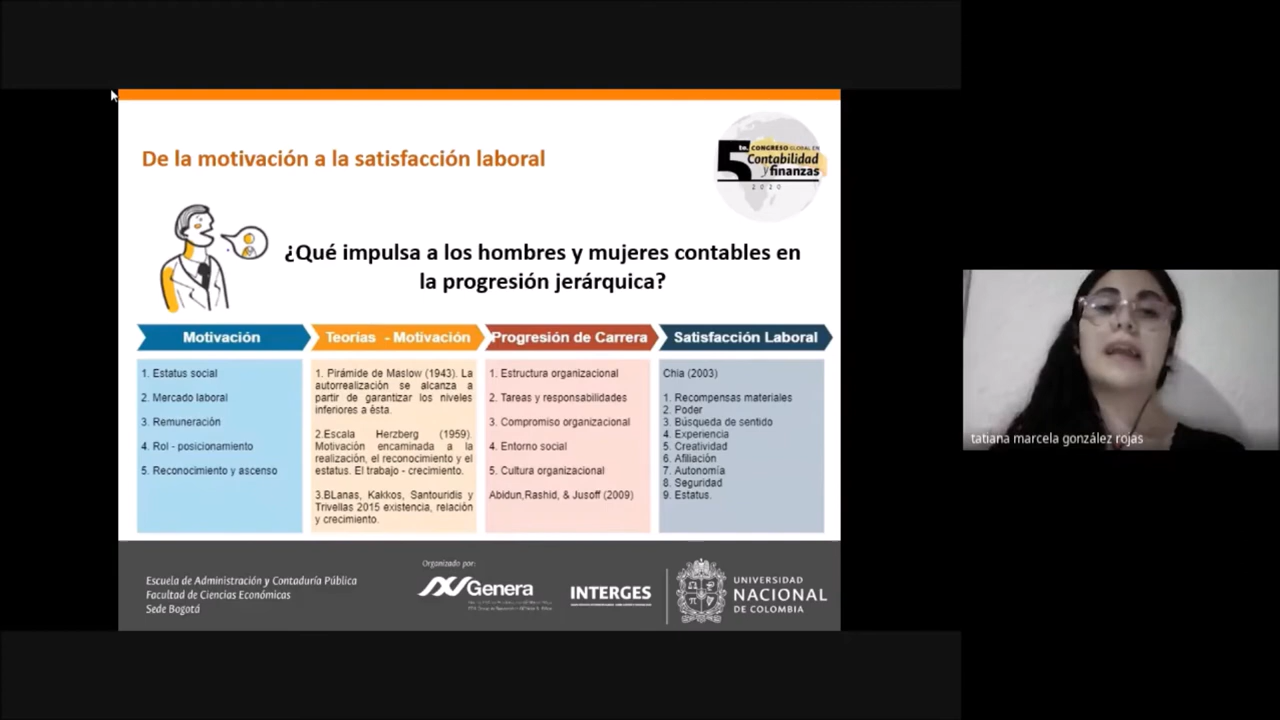 De la motivación a la satisfacción laboral
5to. CONGRESO GLOBAL EN
Contabilidad
y finanzas
2020
¿Qué impulsa a los hombres y mujeres contables en
la progresión jerárquica?
Motivación
1. Estatus social
2. Mercado laboral
3. Remuneración
4. Rol - posicionamiento
5. Reconocimiento y ascenso
Teorías - Motivación
1. Pirámide de Maslow (1943). La
autorrealización se alcanza a
partir de garantizar los niveles
inferiores a ésta.
2.Escala Herzberg (1959).
Motivación encaminada a la
realización, el reconocimiento y el
estatus. El trabajo - crecimiento.
3.BLanas, Kakkos, Santouridis y
Trivellas 2015 existencia, relación
y crecimiento.
Progresión de Carrera
1. Estructura organizacional
2. Tareas y responsabilidades
3. Compromiso organizacional
4. Entorno social
5. Cultura organizacional
Abidun,Rashid, & Jusoff (2009)
Satisfacción Laboral
Chia (2003)
1. Recompensas materiales
2. Poder
3. Búsqueda de sentido
4. Experiencia
5. Creatividad
6. Afiliación
7. Autonomía
8. Seguridad
9. Estatus.
tatiana marcela gonzález rojas
Escuela de Administración y Contaduría Pública
Facultad de Ciencias Económicas
Sede Bogotá
Organizado por:
Genera
INTERGES
UNIVERSIDAD
NACIONAL
DE COLOMBIA